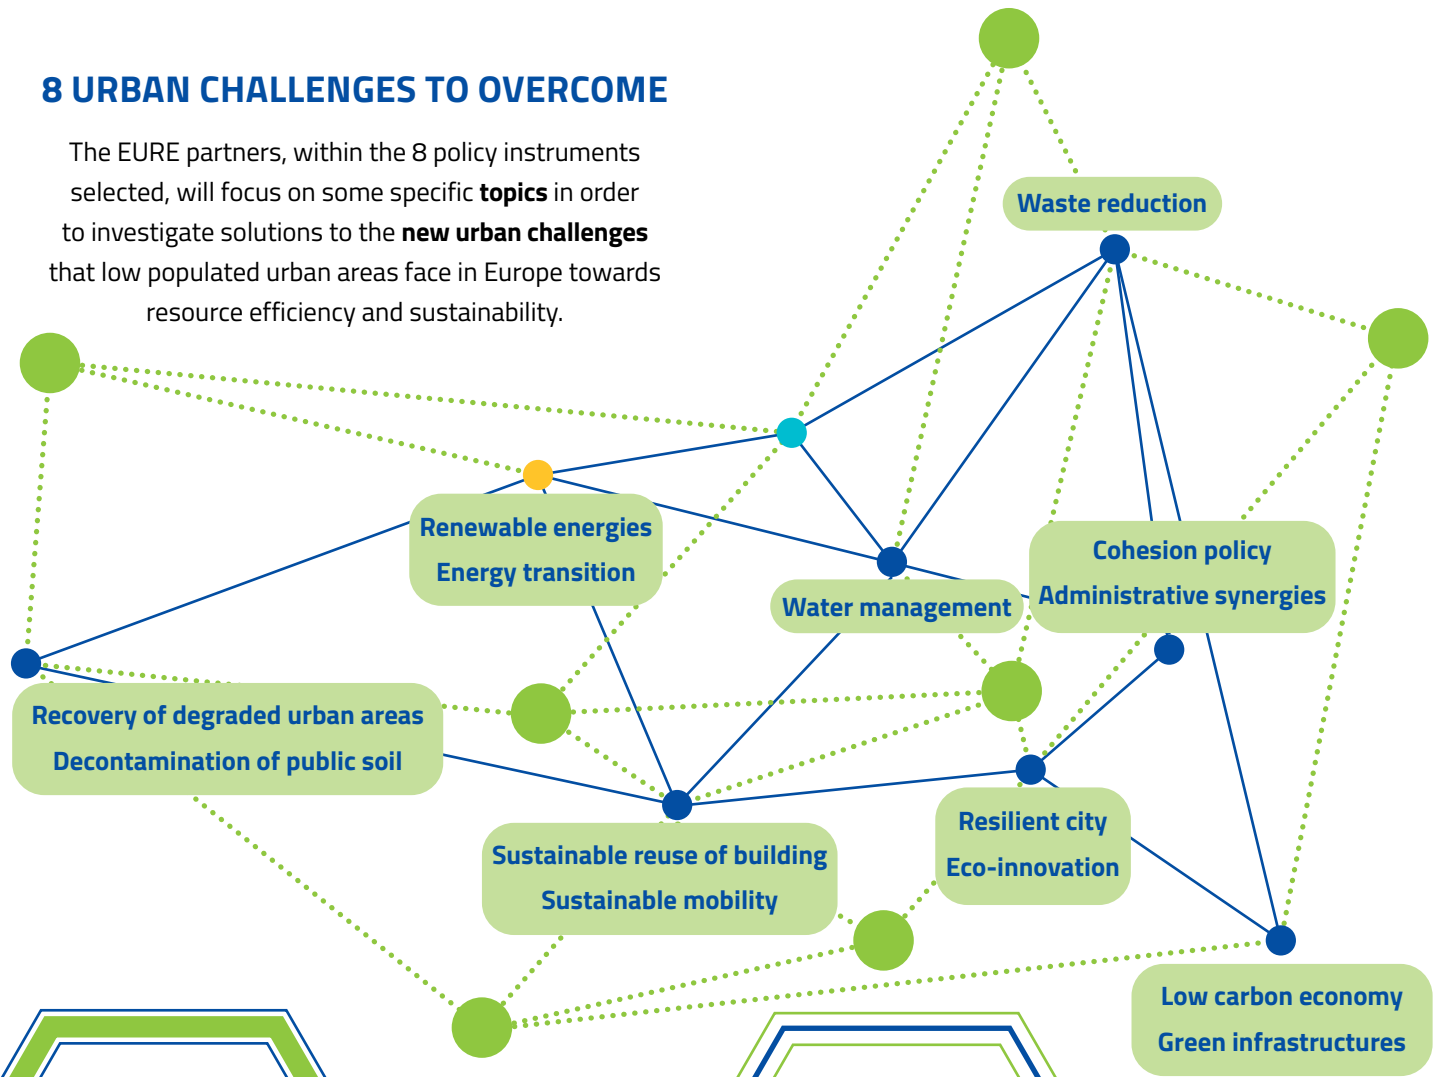 8 URBAN CHALLENGES TO OVERCOME
The EURE partners, within the 8 policy instruments
selected, will focus on some specific topics in order
to investigate solutions to the new urban challenges
that low populated urban areas face in Europe towards
resource efficiency and sustainability.
Waste reduction
Renewable energies
Energy transition
Cohesion policy
Administrative synergies
Water management
Recovery of degraded urban areas
Decontamination of public soil
Resilient city
Eco-innovation
Sustainable reuse of building
Sustainable mobility
Low carbon economy
Green infrastructures